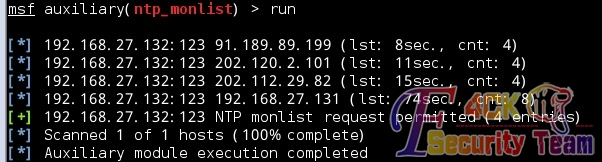 msf auxiliary(ntp_monlist) > run
[*] 192.168.27.132:123 91.189.89.199 (lst: 8sec., cnt: 4)
[*] 192.168.27.132:123 202.120.2.101 (lst: 11sec., cnt: 4)
[*] 192.168.27.132:123 202.112.29.82 (lst: 15sec., cnt: 4)
[*] 192.168.27.132:123 192.168.27.131 (lst: 74sec., cnt: 8)
[+] 192.168.27.132:123 NTP monlist request permitted (4 entries)
[*] Scanned 1 of 1 hosts (100% complete)
[*] Auxiliary module execution completed
Security Team